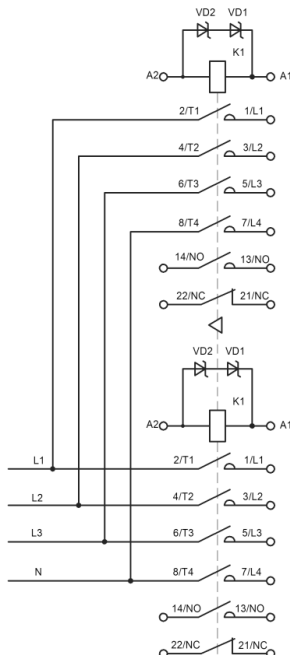 VD2 VD1
K1
A2 A1
2/T1 1/L1
4/T2 3/L2
6/T3 5/L3
8/T4 7/L4
14/NO 13/NO
22/NC 21/NC
VD2 VD1
K1
A2 A1
L1 2/T1 1/L1
L2 4/T2 3/L2
L3 6/T3 5/L3
N 8/T4 7/L4
14/NO 13/NO
22/NC 21/NC